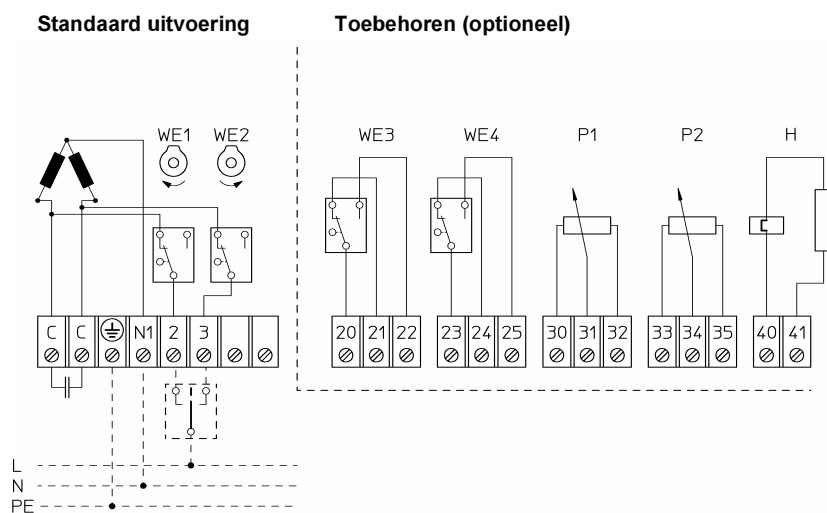 Standaard uitvoering
Toebehoren (optioneel)
WE1 WE2
WE3 WE4 P1 P2 H
C C N1 2 3
20 21 22
23 24 25
30 31 32
33 34 35
40 41
L
N
PE